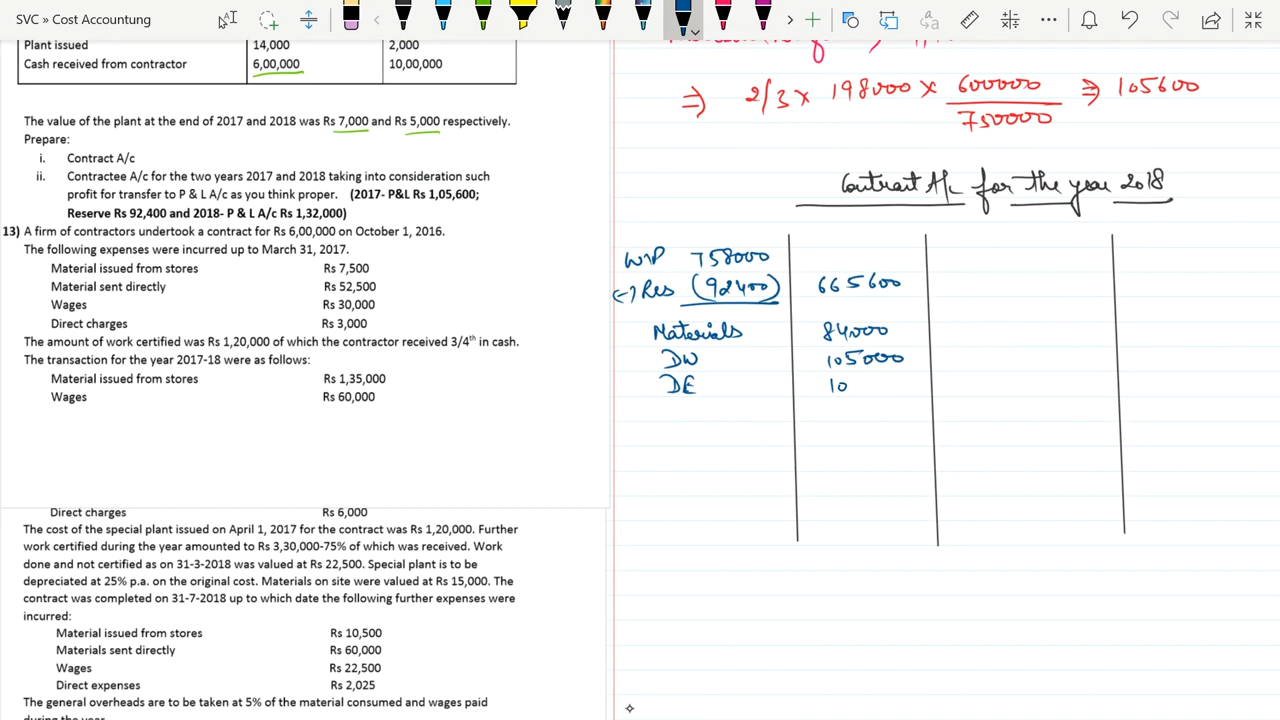 SVC » Cost Accountung
Plant issued 14,000 2,000
Cash received from contractor 6,00,000 10,00,000
The value of the plant at the end of 2017 and 2018 was Rs 7,000 and Rs 5,000 respectively.
Prepare:
i. Contract A/c
ii. Contractee A/c for the two years 2017 and 2018 taking into consideration such
profit for transfer to P & L A/c as you think proper. (2017- P&L Rs 1,05,600;
Reserve Rs 92,400 and 2018- P & L A/c Rs 1,32,000)
13) A firm of contractors undertook a contract for Rs 6,00,000 on October 1, 2016.
The following expenses were incurred up to March 31, 2017.
Material issued from stores Rs 7,500
Material sent directly Rs 52,500
Wages Rs 30,000
Direct charges Rs 3,000
The amount of work certified was Rs 1,20,000 of which the contractor received 3/4th in cash.
The transaction for the year 2017-18 were as follows:
Material issued from stores Rs 1,35,000
Wages Rs 60,000
Direct charges Rs 6,000
The cost of the special plant issued on April 1, 2017 for the contract was Rs 1,20,000. Further
work certified during the year amounted to Rs 3,30,000-75% of which was received. Work
done and not certified as on 31-3-2018 was valued at Rs 22,500. Special plant is to be
depreciated at 25% p.a. on the original cost. Materials on site were valued at Rs 15,000. The
contract was completed on 31-7-2018 up to which date the following further expenses were
incurred:
Material issued from stores Rs 10,500
Materials sent directly Rs 60,000
Wages Rs 22,500
Direct expenses Rs 2,025
The general overheads are to be taken at 5% of the material consumed and wages paid
during the year
⇒ 2/3 × 198000 × 600000 ⇒ 105600
750000
Contract A/c for the year 2018
WIP 758000
(-) Res (92400) 665600
Materials 84000
DW 105000
DE 10